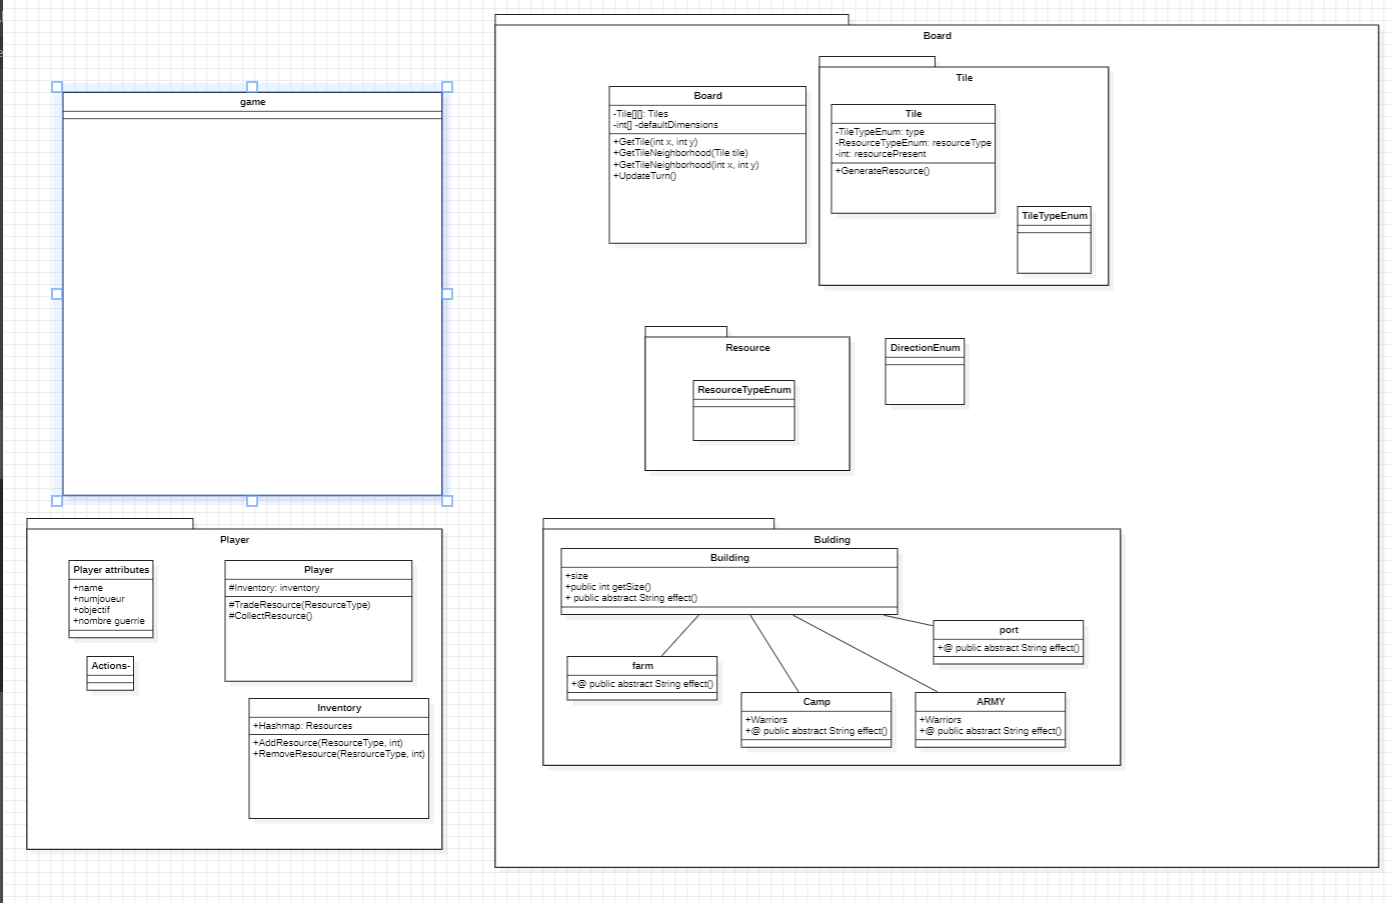 game
Board
Board
-Tile[][]: Tiles
-int[] -defaultDimensions
+GetTile(int x, int y)
+GetTileNeighborhood(Tile tile)
+GetTileNeighborhood(int x, int y)
+UpdateTurn()
Tile
Tile
-TileTypeEnum: type
-ResourceTypeEnum: resourceType
-int: resourcePresent
+GenerateResource()
TileTypeEnum
Resource
ResourceTypeEnum
DirectionEnum
Player
Player attributes
+name
+numjoueur
+objectif
+nombre guerrie
Actions-
Player
#Inventory: inventory
#TradeResource(ResourceType)
#CollectResource()
Inventory
+Hashmap: Resources
+AddResource(ResourceType, int)
+RemoveResource(ResrourceType, int)
Bulding
Building
+size
+public int getSize()
+ public abstract String effect()
farm
+@ public abstract String effect()
Camp
+Warriors
+@ public abstract String effect()
ARMY
+Warriors
+@ public abstract String effect()
port
+@ public abstract String effect()